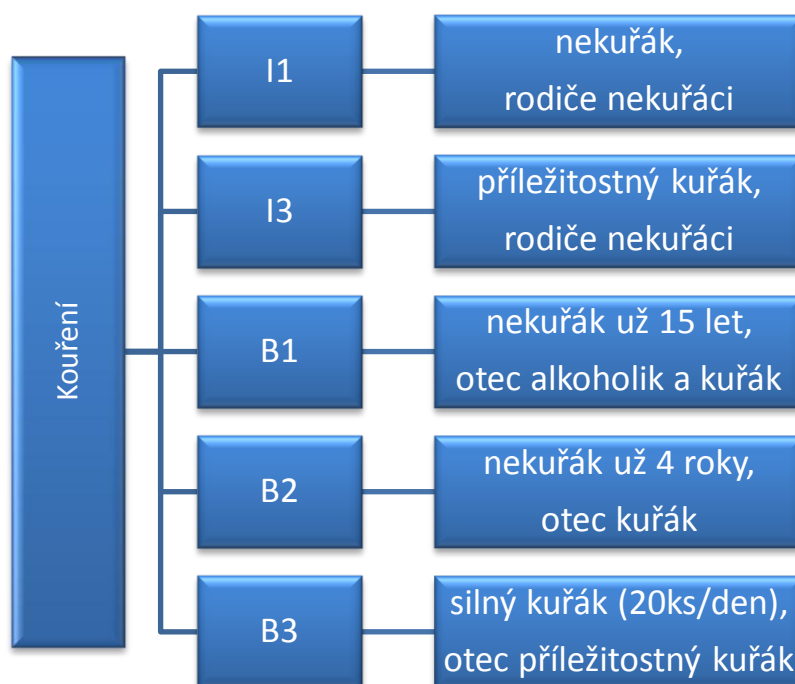 Kouření
I1
nekuřák,
rodiče nekuřáci
I3
příležitostný kuřák,
rodiče nekuřáci
B1
nekuřák už 15 let,
otec alkoholik a kuřák
B2
nekuřák už 4 roky,
otec kuřák
B3
silný kuřák (20ks/den),
otec příležitostný kuřák